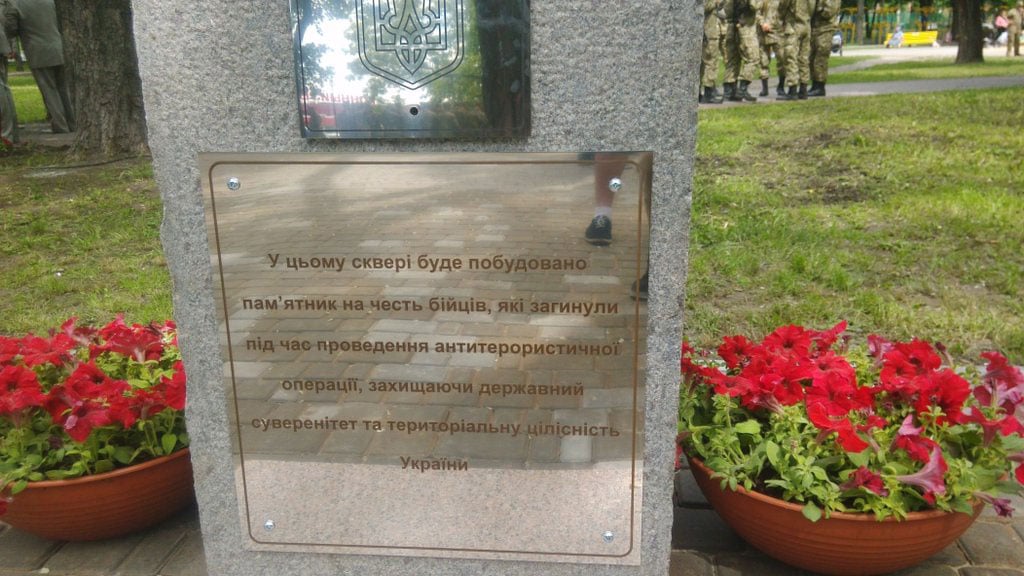 У цьому сквері буде побудовано
пам'ятник на честь бійців, які загинули
під час проведення антитерористичної
операції, захищаючи державний
суверенітет та територіальну цілісність
України